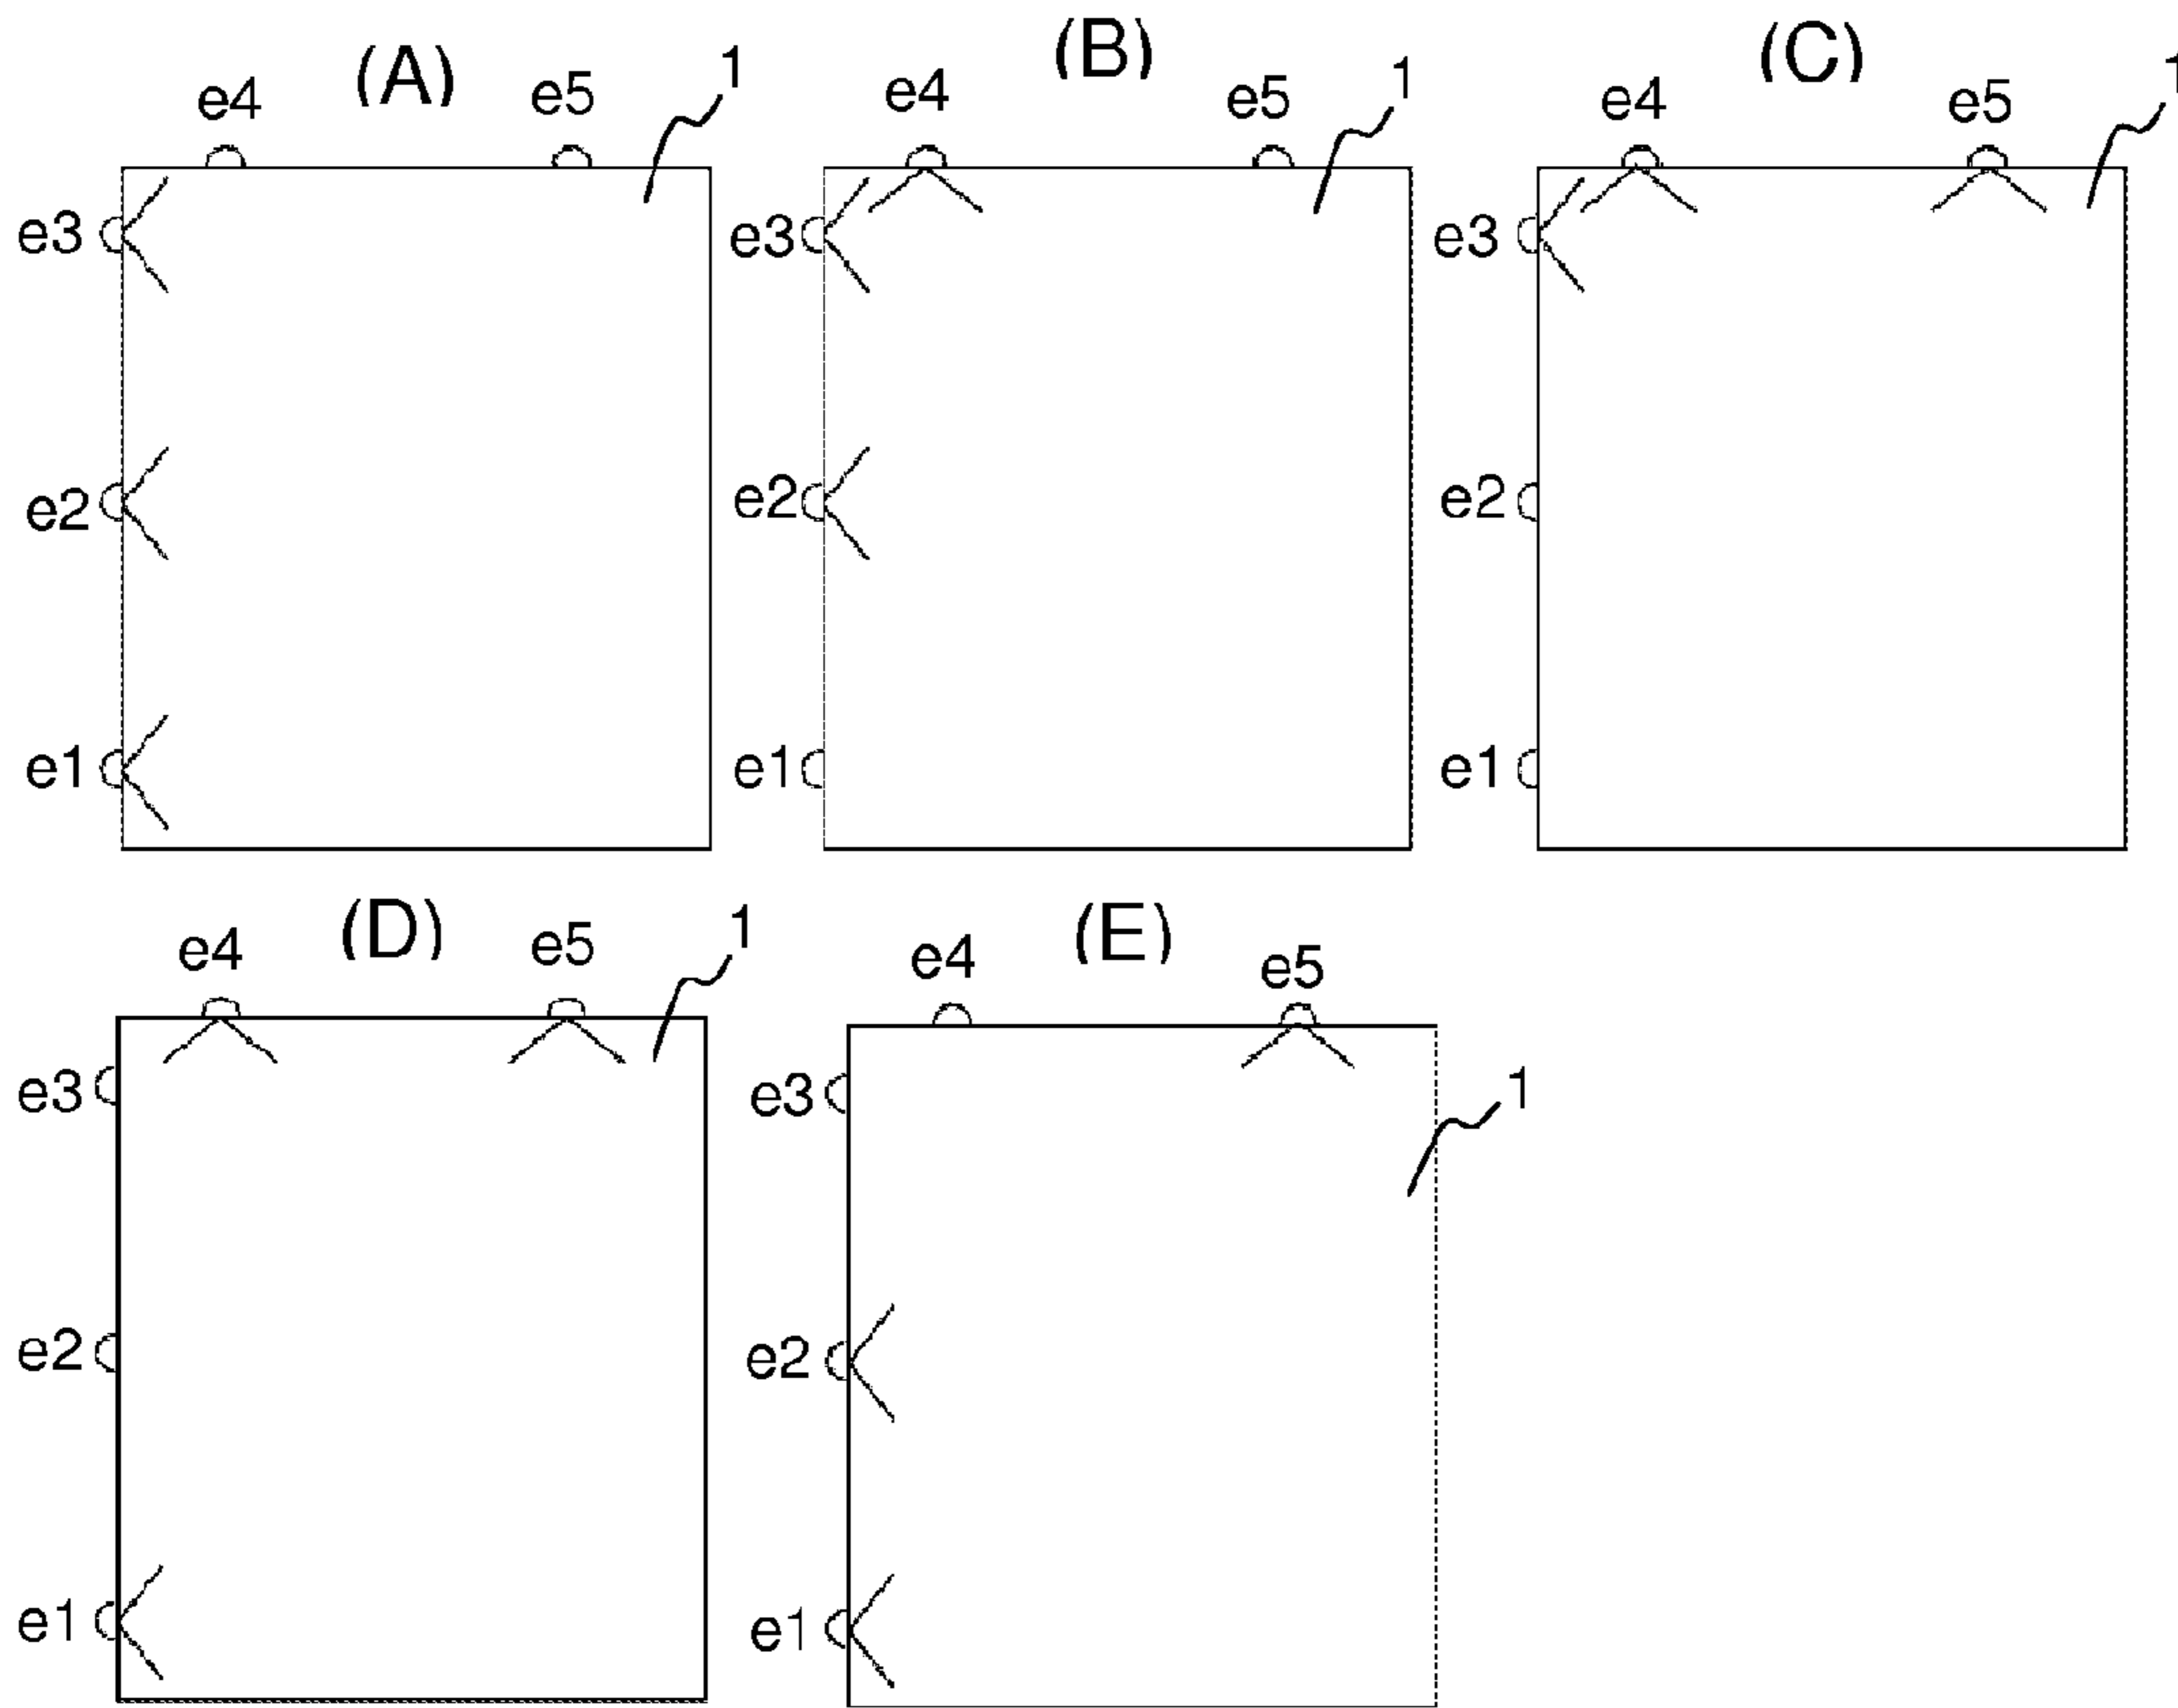 (A) (B) (C)
e4 e5 1 e4 e5 1 e4 e5 1
e3 e3 e3
e2 e2 e2
e1 e1 e1
(D) (E)
e4 e5 1 e4 e5
e3 e3 1
e2 e2
e1 e1